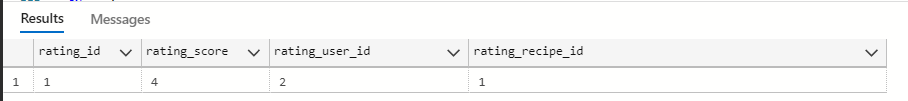 Results Messages
rating_id rating_score rating_user_id rating_recipe_id
1 1 4 2 1